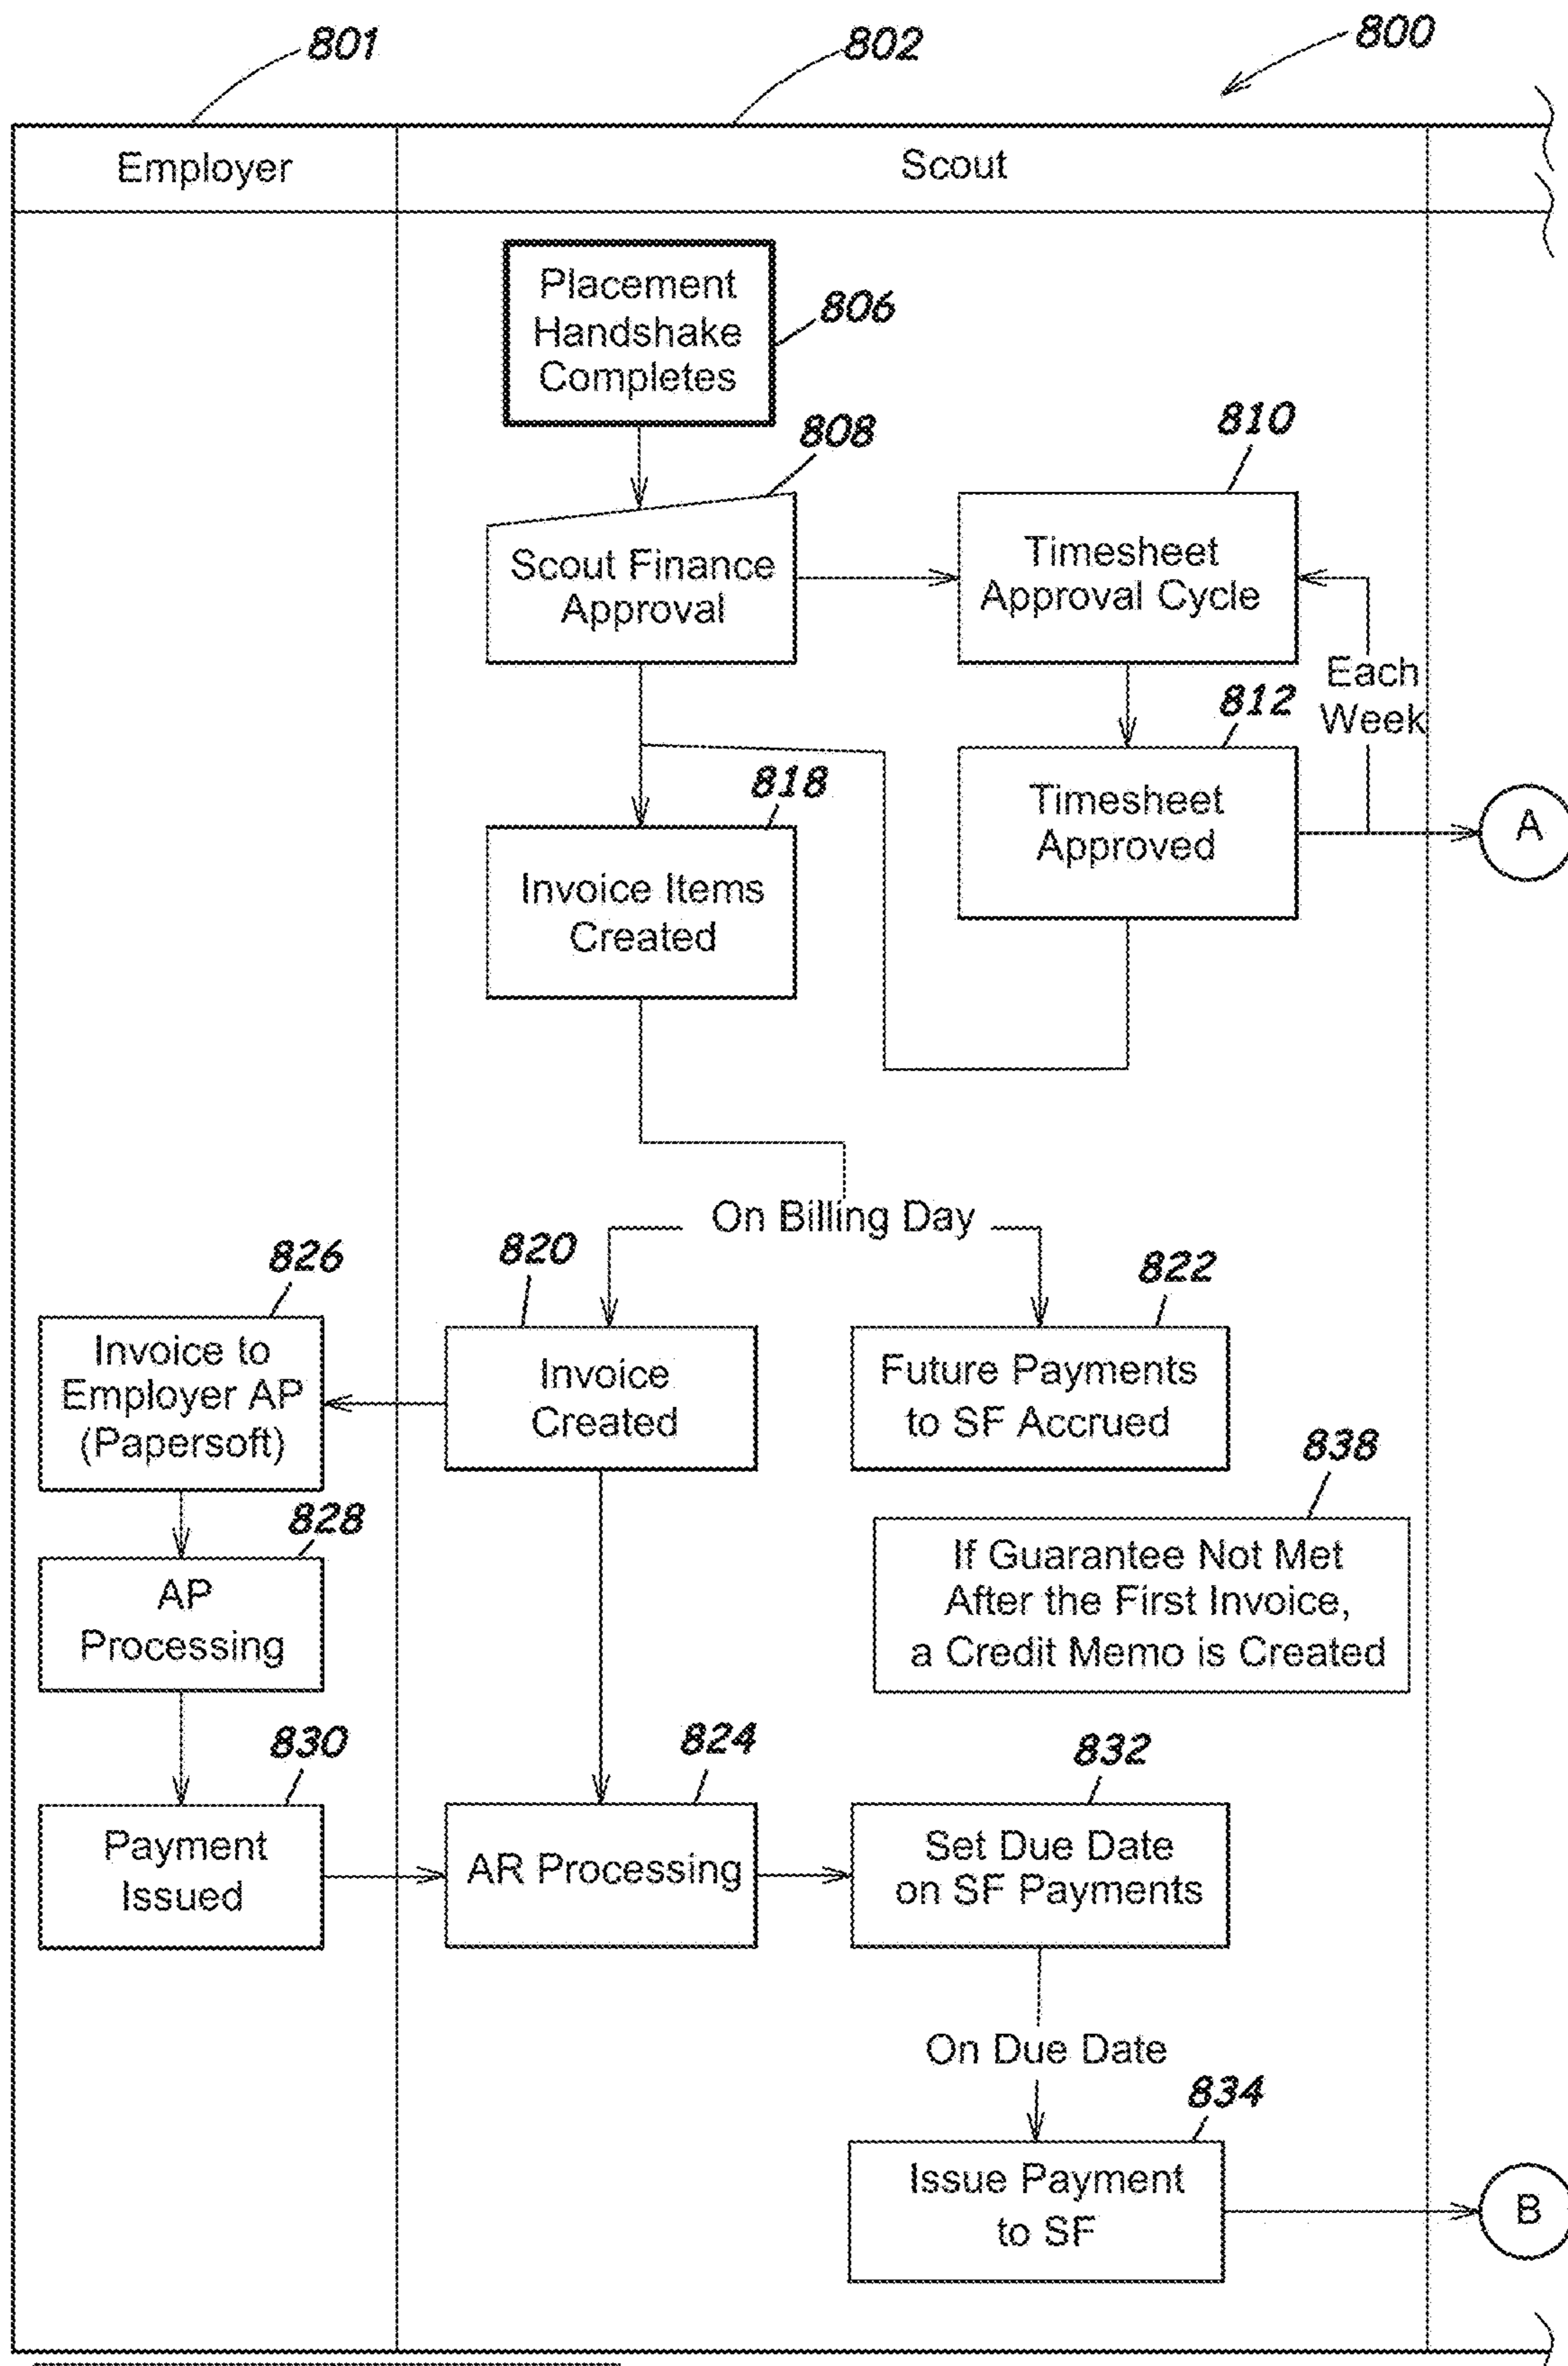 801
802
800
Employer
Scout
Placement
Handshake
Completes
806
808
810
Scout Finance
Approval
Timesheet
Approval Cycle
Each
Week
812
818
Timesheet
Approved
A
Invoice Items
Created
On Billing Day
826
820
822
Invoice to
Employer AP
(Papersoft)
Invoice
Created
Future Payments
to SF Accrued
838
828
If Guarantee Not Met
After the First Invoice,
a Credit Memo is Created
AP
Processing
830
824
832
Payment
Issued
AR Processing
Set Due Date
on SF Payments
On Due Date
834
Issue Payment
to SF
B